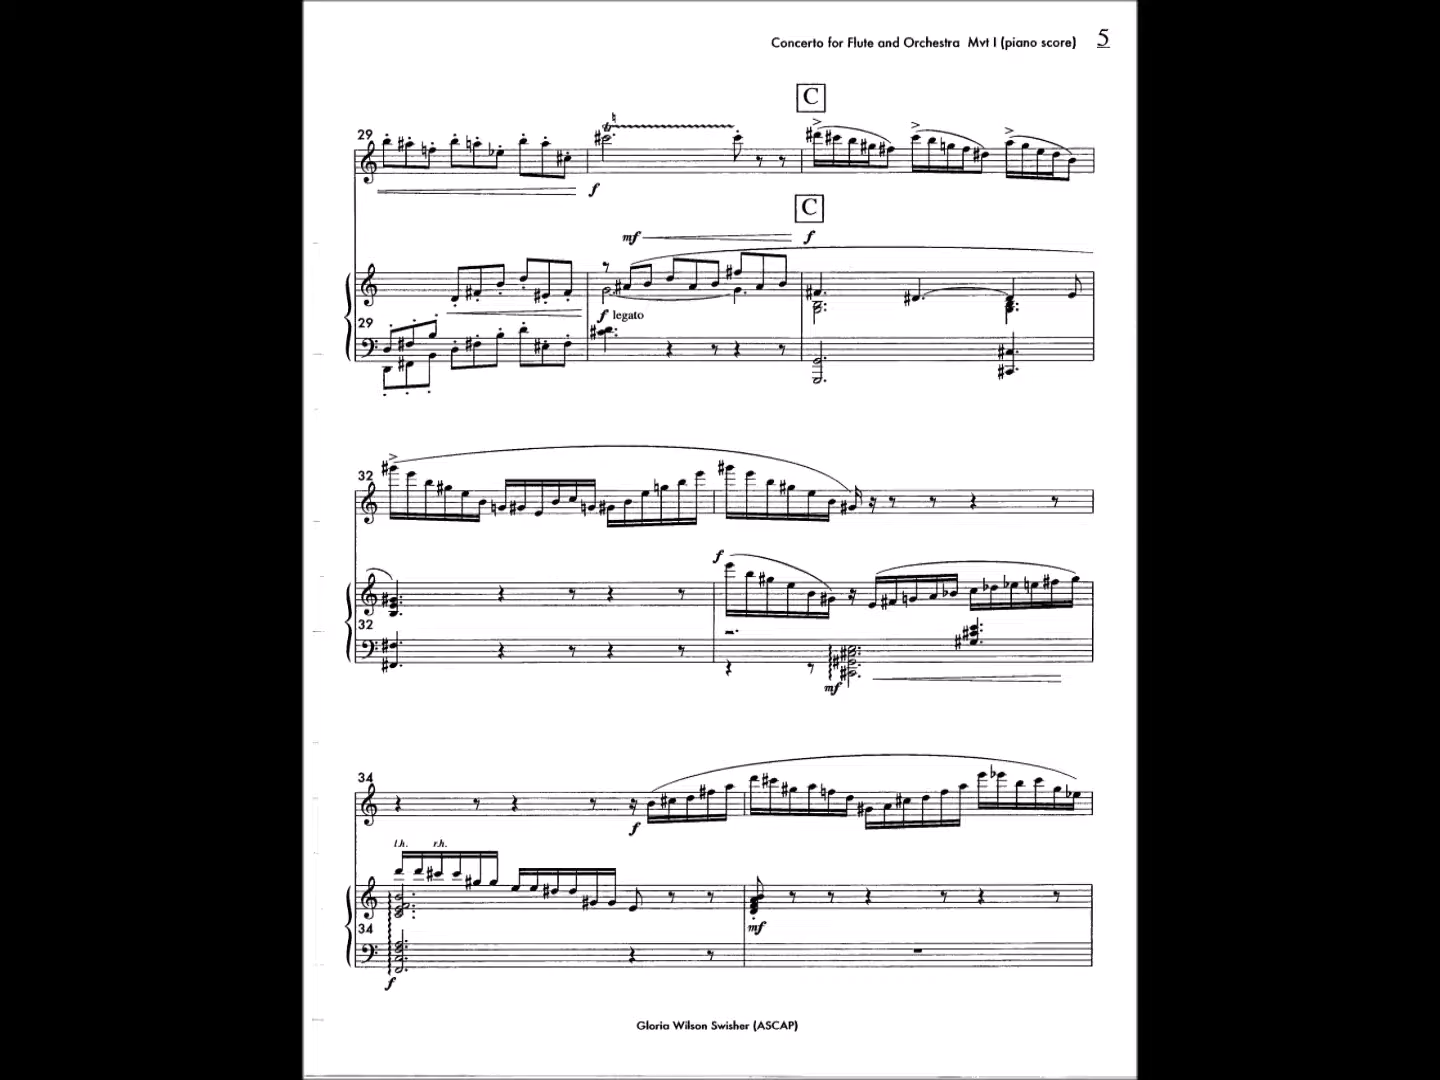 Concerto for Flute and Orchestra Mvt I (piano score) 5
C
29
f
C
mf f
f legato
29
32
f
32
mf
34
f
l.h. r.h.
mf
34
f
Gloria Wilson Swisher (ASCAP)